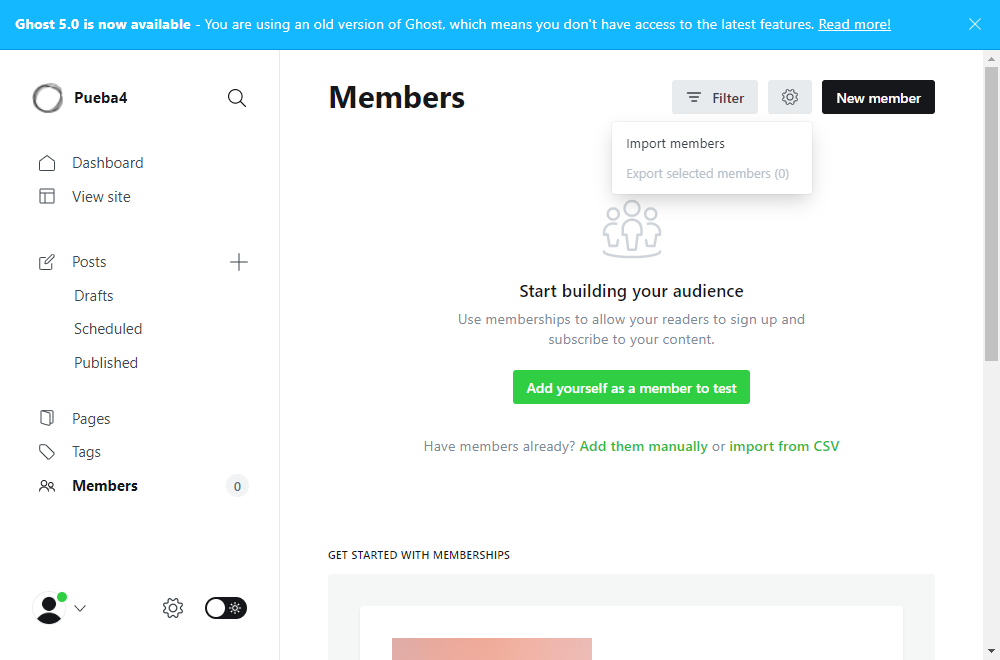 Ghost 5.0 is now available - You are using an old version of Ghost, which means you don't have access to the latest features. Read more!
Pueba4
Dashboard
View site
Posts
Drafts
Scheduled
Published
Pages
Tags
Members
0
Members
Filter
New member
Import members
Export selected members (0)
Start building your audience
Use memberships to allow your readers to sign up and
subscribe to your content.
Add yourself as a member to test
Have members already? Add them manually or import from CSV
GET STARTED WITH MEMBERSHIPS